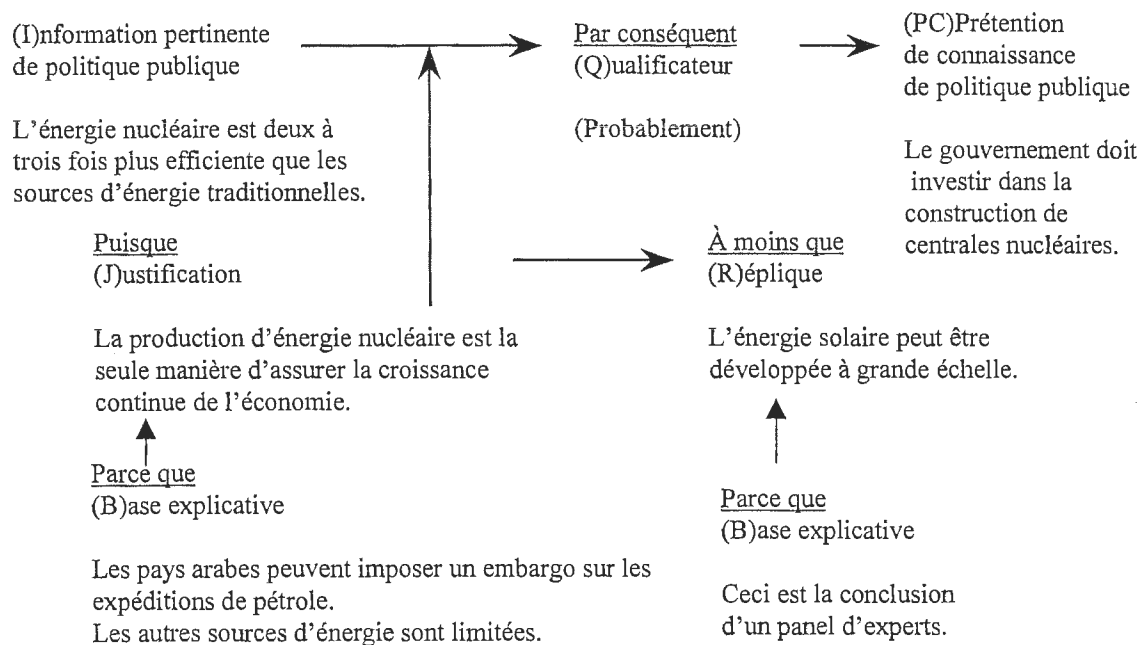 (I)nformation pertinente
de politique publique
L'énergie nucléaire est deux à
trois fois plus efficiente que les
sources d'énergie traditionnelles.
Par conséquent
(Q)ualificateur
(Probablement)
(PC)Prétention
de connaissance
de politique publique
Le gouvernement doit
investir dans la
construction de
centrales nucléaires.
Puisque
(J)ustification
La production d'énergie nucléaire est la
seule manière d'assurer la croissance
continue de l'économie.
À moins que
(R)éplique
L'énergie solaire peut être
développée à grande échelle.
Parce que
(B)ase explicative
Les pays arabes peuvent imposer un embargo sur les
expéditions de pétrole.
Les autres sources d'énergie sont limitées.
Parce que
(B)ase explicative
Ceci est la conclusion
d'un panel d'experts.